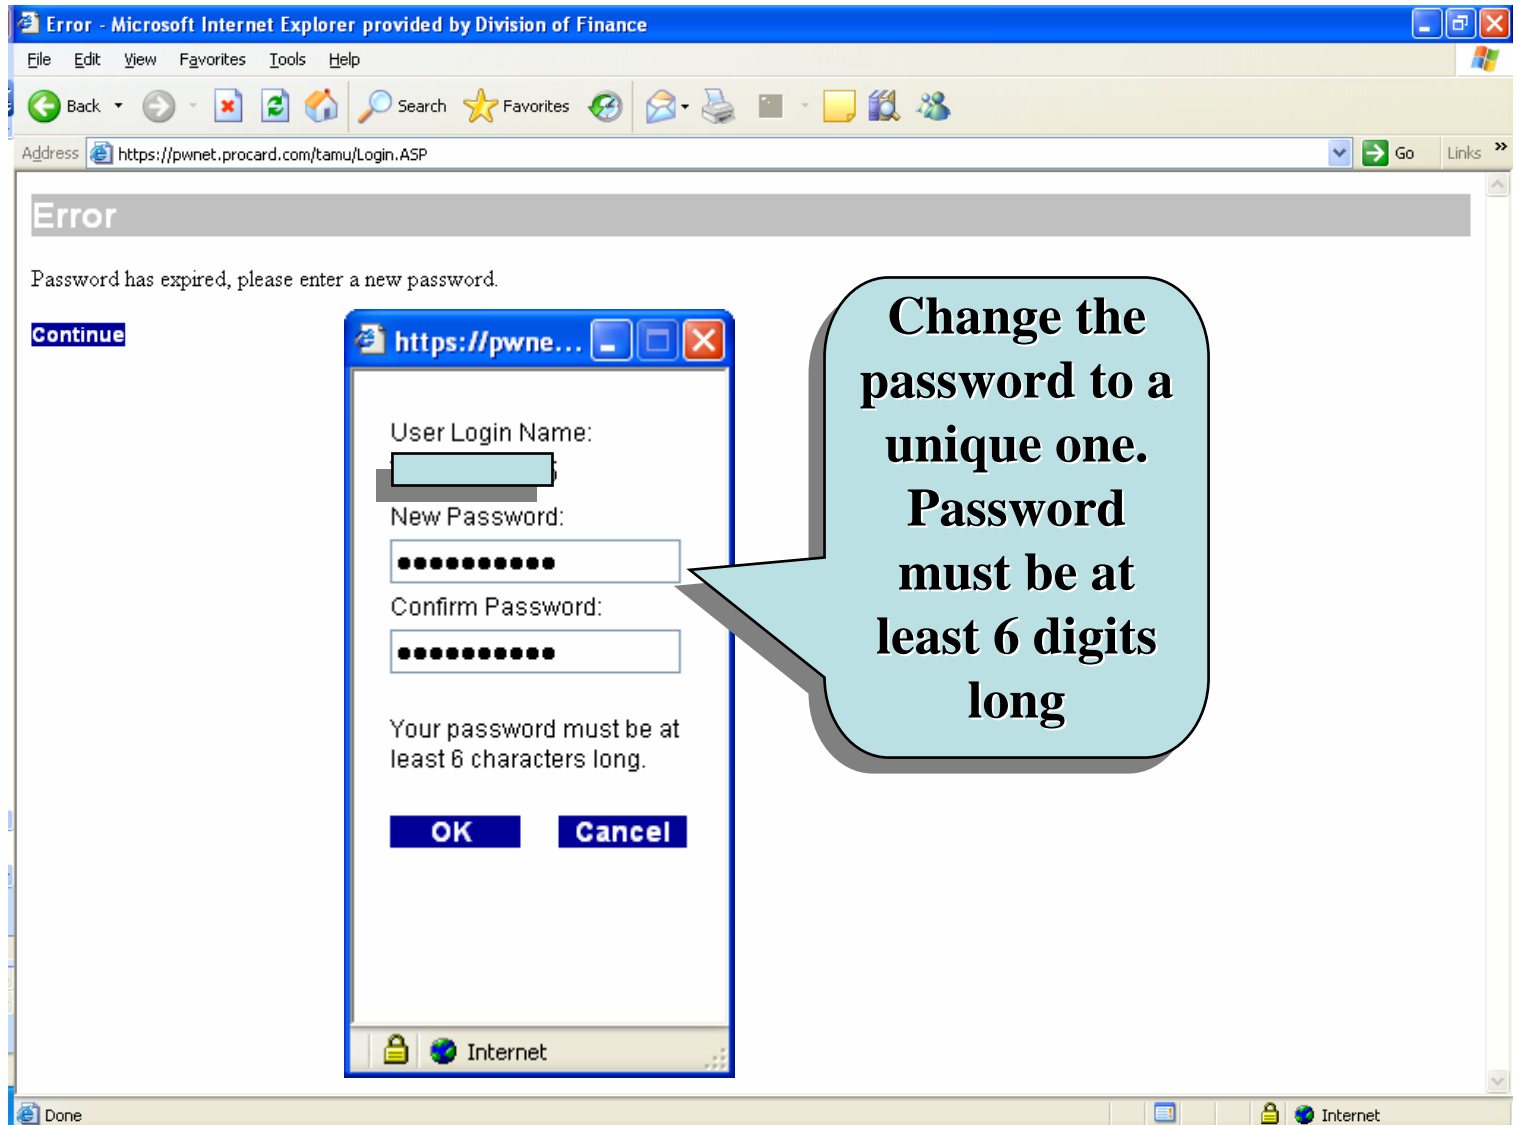 Error - Microsoft Internet Explorer provided by Division of Finance
File Edit View Favorites Tools Help
Back Search Favorites
Address https://pwnet.procard.com/tamu/Login.ASP Go Links »
Error
Password has expired, please enter a new password.
Continue
https://pwne...
User Login Name:
New Password:
••••••••••
Confirm Password:
••••••••••
Your password must be at
least 6 characters long.
OK Cancel
Internet
Change the
password to a
unique one.
Password
must be at
least 6 digits
long
Done Internet